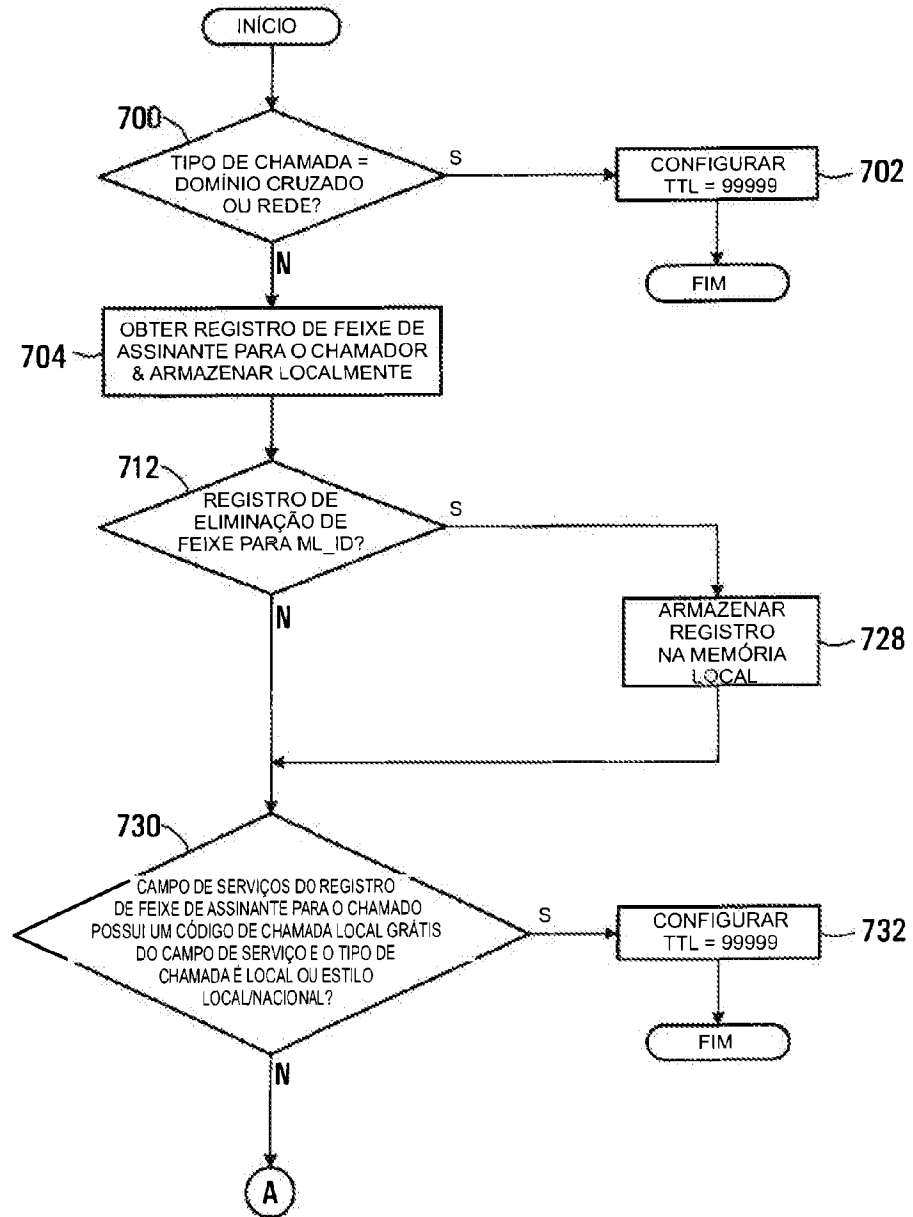 INÍCIO
700
TIPO DE CHAMADA =
DOMÍNIO CRUZADO
OU REDE?
S
CONFIGURAR
TTL = 99999
702
FIM
N
704
OBTER REGISTRO DE FEIXE DE
ASSINANTE PARA O CHAMADOR
& ARMAZENAR LOCALMENTE
712
REGISTRO DE
ELIMINAÇÃO DE
FEIXE PARA ML_ID?
S
N
ARMAZENAR
REGISTRO
NA MEMÓRIA
LOCAL
728
730
CAMPO DE SERVIÇOS DO REGISTRO
DE FEIXE DE ASSINANTE PARA O CHAMADO
POSSUI UM CÓDIGO DE CHAMADA LOCAL GRÁTIS
DO CAMPO DE SERVIÇO E O TIPO DE
CHAMADA É LOCAL OU ESTILO
LOCAL/NACIONAL?
S
CONFIGURAR
TTL = 99999
732
FIM
N
A